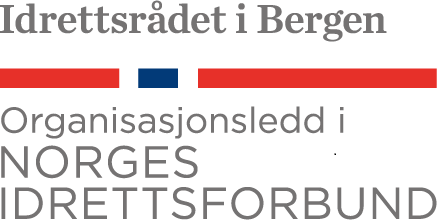 Idrettsrådet i Bergen
Organisasjonsledd i
NORGES
IDRETTSFORBUND